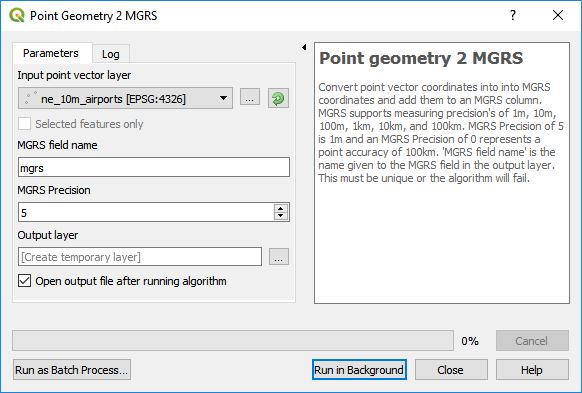 Point Geometry 2 MGRS
Parameters
Log
Input point vector layer
ne_10m_airports [EPSG:4326]
...
Selected features only
MGRS field name
mgrs
MGRS Precision
5
Output layer
[Create temporary layer]
...
Open output file after running algorithm
Point geometry 2 MGRS
Convert point vector coordinates into into MGRS
coordinates and add them to an MGRS column.
MGRS supports measuring precision's of 1m, 10m,
100m, 1km, 10km, and 100km. MGRS Precision of 5
is 1m and an MGRS Precision of 0 represents a
point accuracy of 100km. 'MGRS field name' is the
name given to the MGRS field in the output layer.
This must be unique or the algorithm will fail.
0%
Cancel
Run as Batch Process...
Run in Background
Close
Help